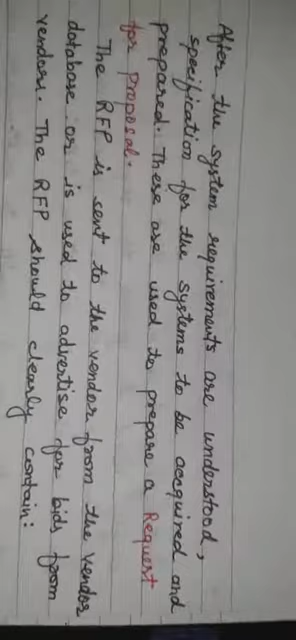 After the system requirements are understood,
specification for the systems to be acquired and
prepared. These are used to prepare a Request
for Proposal.
The RFP is sent to the vendor from the vendor
database or is used to advertise for bids from
vendors. The RFP should clearly contain: